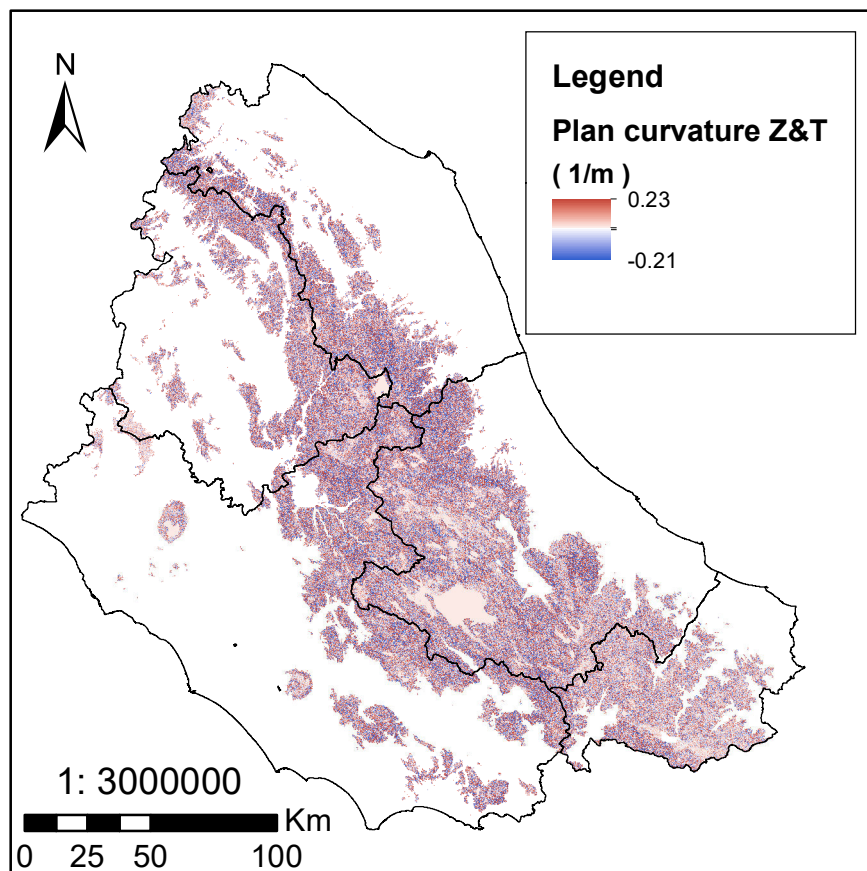 N
Legend
Plan curvature Z&T
( 1/m )
0.23
-0.21
1: 3000000
Km
0 25 50 100